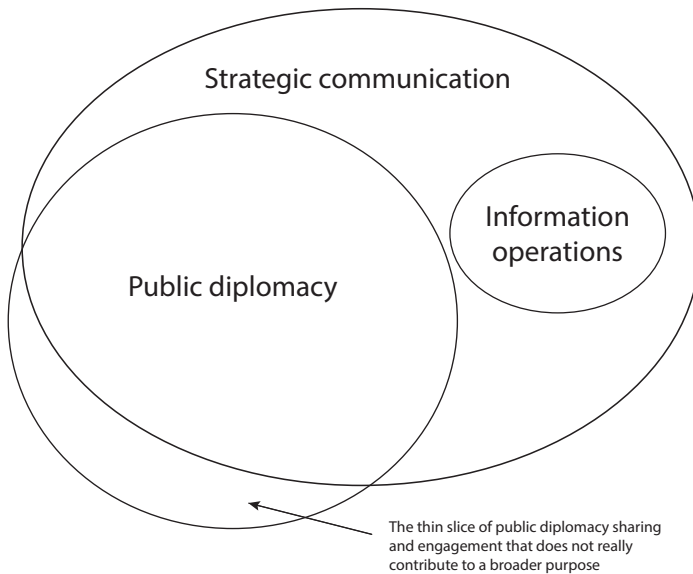 Strategic communication
Information
operations
Public diplomacy
The thin slice of public diplomacy sharing
and engagement that does not really
contribute to a broader purpose